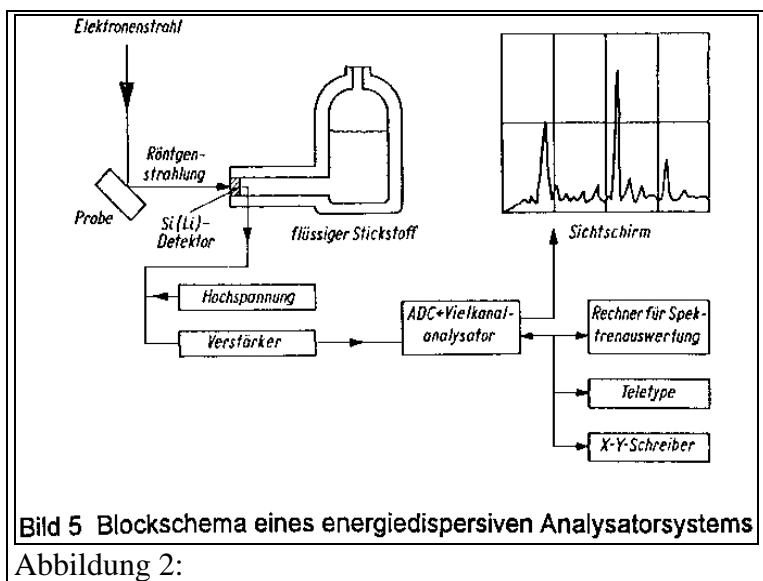 Elektronenstrahl
Röntgen-
strahlung
Probe
Si(Li)-
Detektor
flüssiger Stickstoff
Sichtschirm
Hochspannung
Verstärker
ADC+Vielkanal-
analysator
Rechner für Spek-
trenauswertung
Teletype
X-Y-Schreiber
Bild 5 Blockschema eines energiedispersiven Analysatorsystems
Abbildung 2: